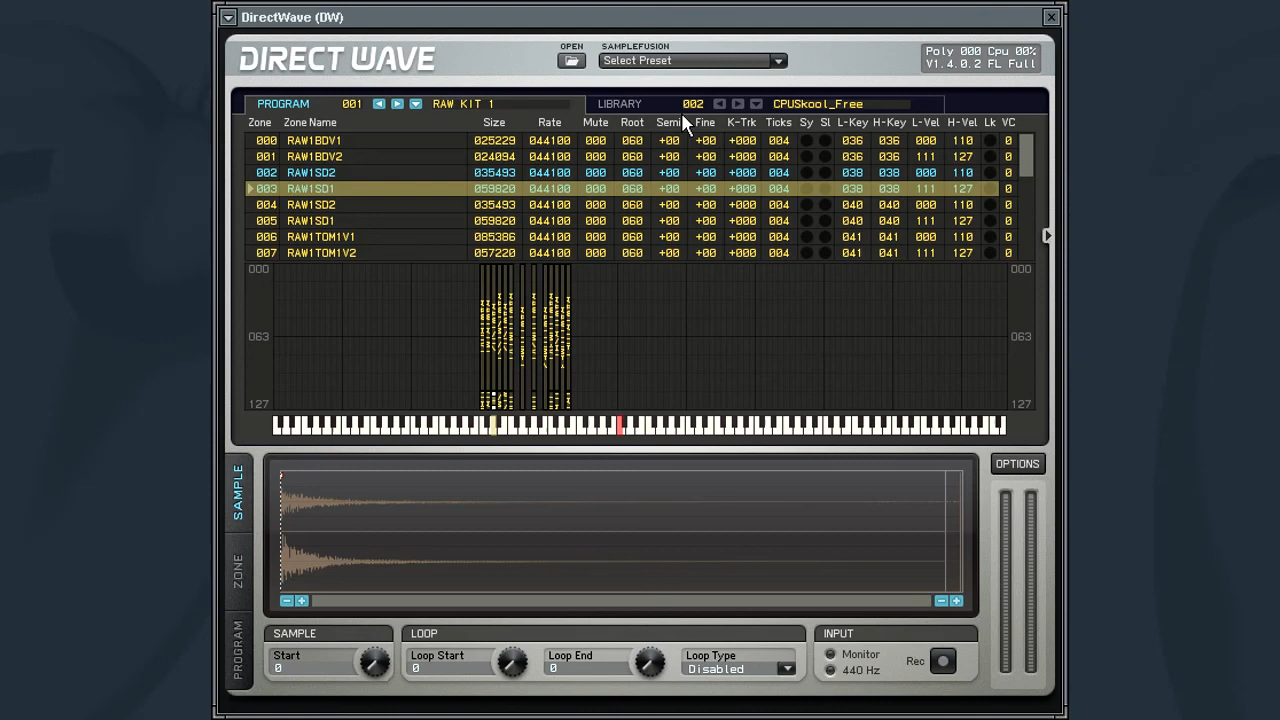 DirectWave (DW)
DIRECT WAVE
OPEN
SAMPLEFUSION
Select Preset
Poly 000 Cpu 00%
V1.4.0.2 FL Full
PROGRAM 001 RAW KIT 1 LIBRARY 002 CPUSkool_Free
Zone Zone Name Size Rate Mute Root Semi Fine K-Trk Ticks Sy Sl L-Key H-Key L-Vel H-Vel Lk VC
000 RAW1BDV1 025229 044100 000 060 +00 +00 +000 004 036 036 000 110 0
001 RAW1BDV2 024094 044100 000 060 +00 +00 +000 004 036 036 111 127 0
002 RAW1SD2 035493 044100 000 060 +00 +00 +000 004 038 038 000 110 0
003 RAW1SD1 059820 044100 000 060 +00 +00 +000 004 038 038 111 127 0
004 RAW1SD2 035493 044100 000 060 +00 +00 +000 004 040 040 000 110 0
005 RAW1SD1 059820 044100 000 060 +00 +00 +000 004 040 040 111 127 0
006 RAW1TOM1V1 085386 044100 000 060 +00 +00 +000 004 041 041 000 110 0
007 RAW1TOM1V2 057220 044100 000 060 +00 +00 +000 004 041 041 111 127 0
000 000
063 063
127 127
SAMPLE
ZONE
PROGRAM
OPTIONS
SAMPLE
Start
0
LOOP
Loop Start
0
Loop End
0
Loop Type
Disabled
INPUT
Monitor
440 Hz
Rec